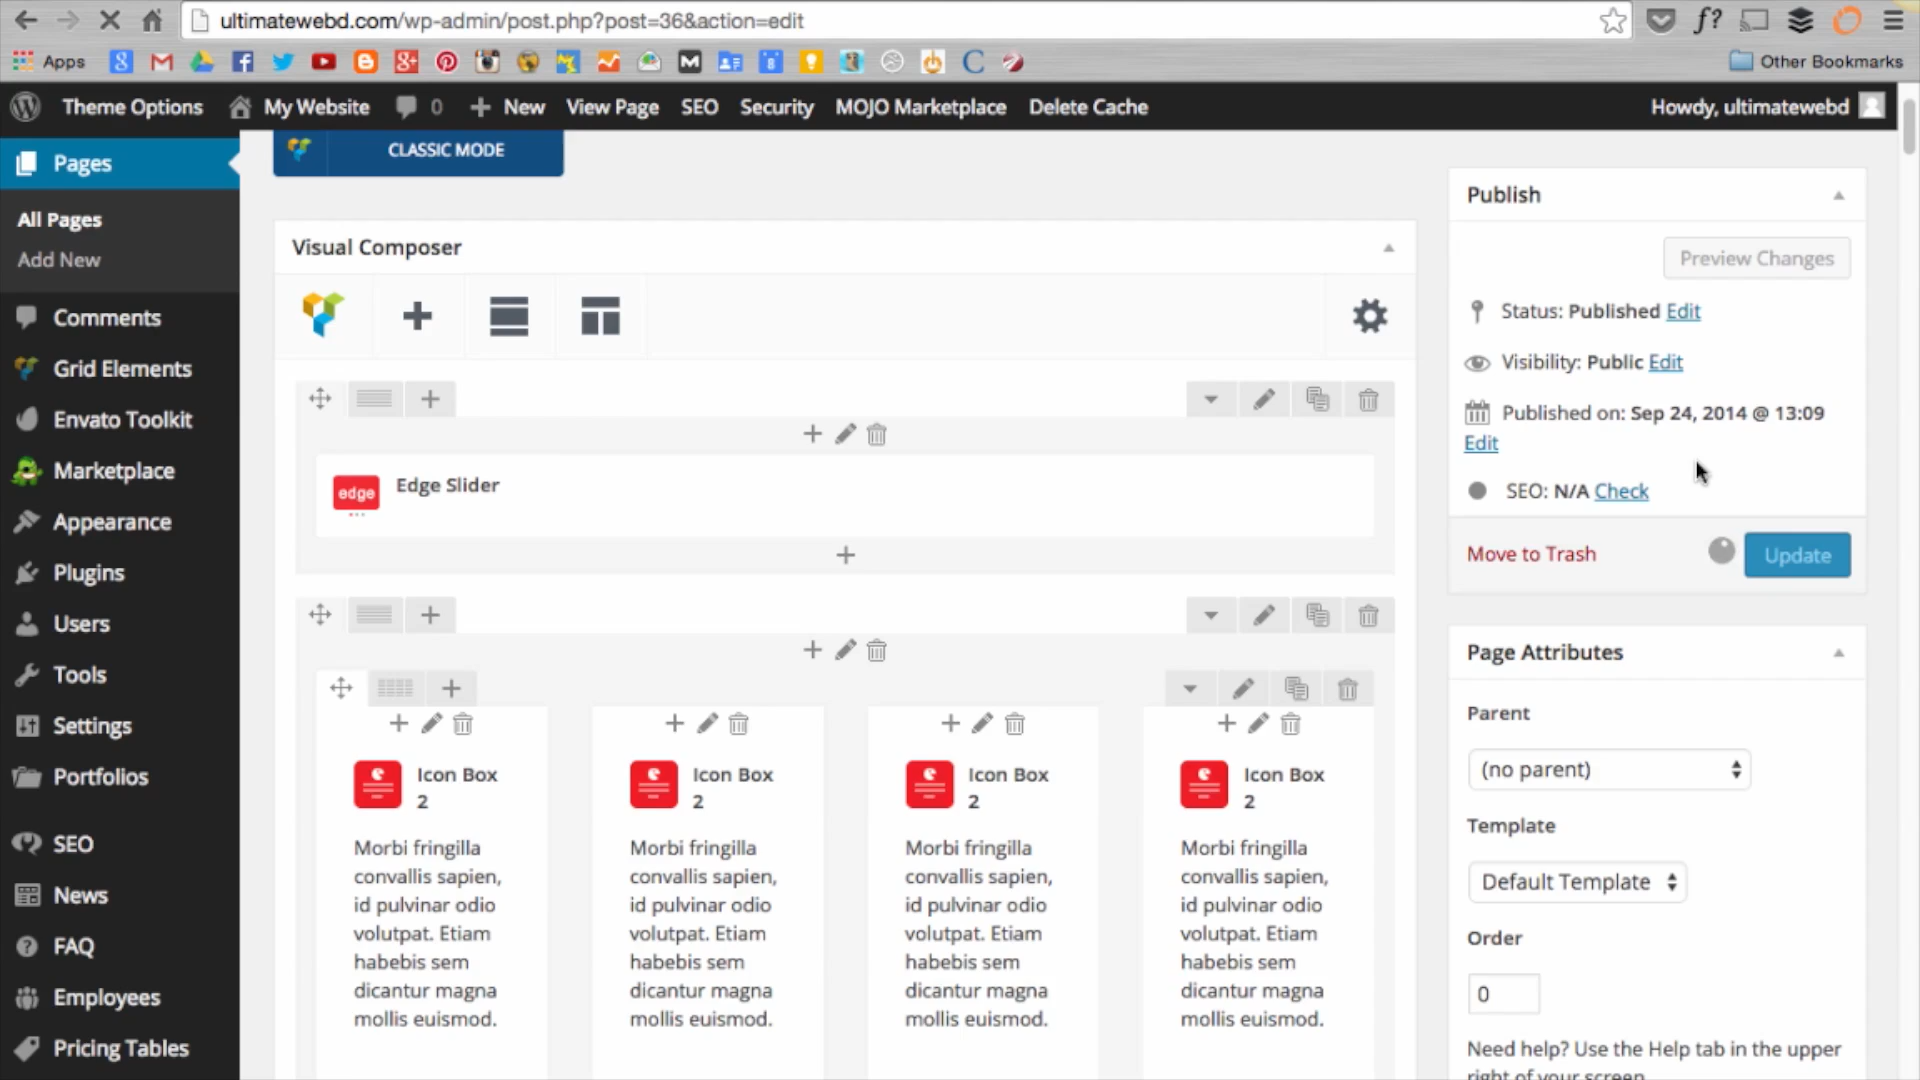 ultimatewebd.com/wp-admin/post.php?post=36&action=edit
f?
Apps
Other Bookmarks
Theme Options
My Website
0
New
View Page
SEO
Security
MOJO Marketplace
Delete Cache
Howdy, ultimatewebd
Pages
All Pages
Add New
Comments
Grid Elements
Envato Toolkit
Marketplace
Appearance
Plugins
Users
Tools
Settings
Portfolios
SEO
News
FAQ
Employees
Pricing Tables
CLASSIC MODE
Visual Composer
edge
Edge Slider
Icon Box
2
Morbi fringilla
convallis sapien,
id pulvinar odio
volutpat. Etiam
habebis sem
dicantur magna
mollis euismod.
Icon Box
2
Morbi fringilla
convallis sapien,
id pulvinar odio
volutpat. Etiam
habebis sem
dicantur magna
mollis euismod.
Icon Box
2
Morbi fringilla
convallis sapien,
id pulvinar odio
volutpat. Etiam
habebis sem
dicantur magna
mollis euismod.
Icon Box
2
Morbi fringilla
convallis sapien,
id pulvinar odio
volutpat. Etiam
habebis sem
dicantur magna
mollis euismod.
Publish
Preview Changes
Status: Published Edit
Visibility: Public Edit
Published on: Sep 24, 2014 @ 13:09
Edit
SEO: N/A Check
Move to Trash
Update
Page Attributes
Parent
(no parent)
Template
Default Template
Order
0
Need help? Use the Help tab in the upper
right of your screen